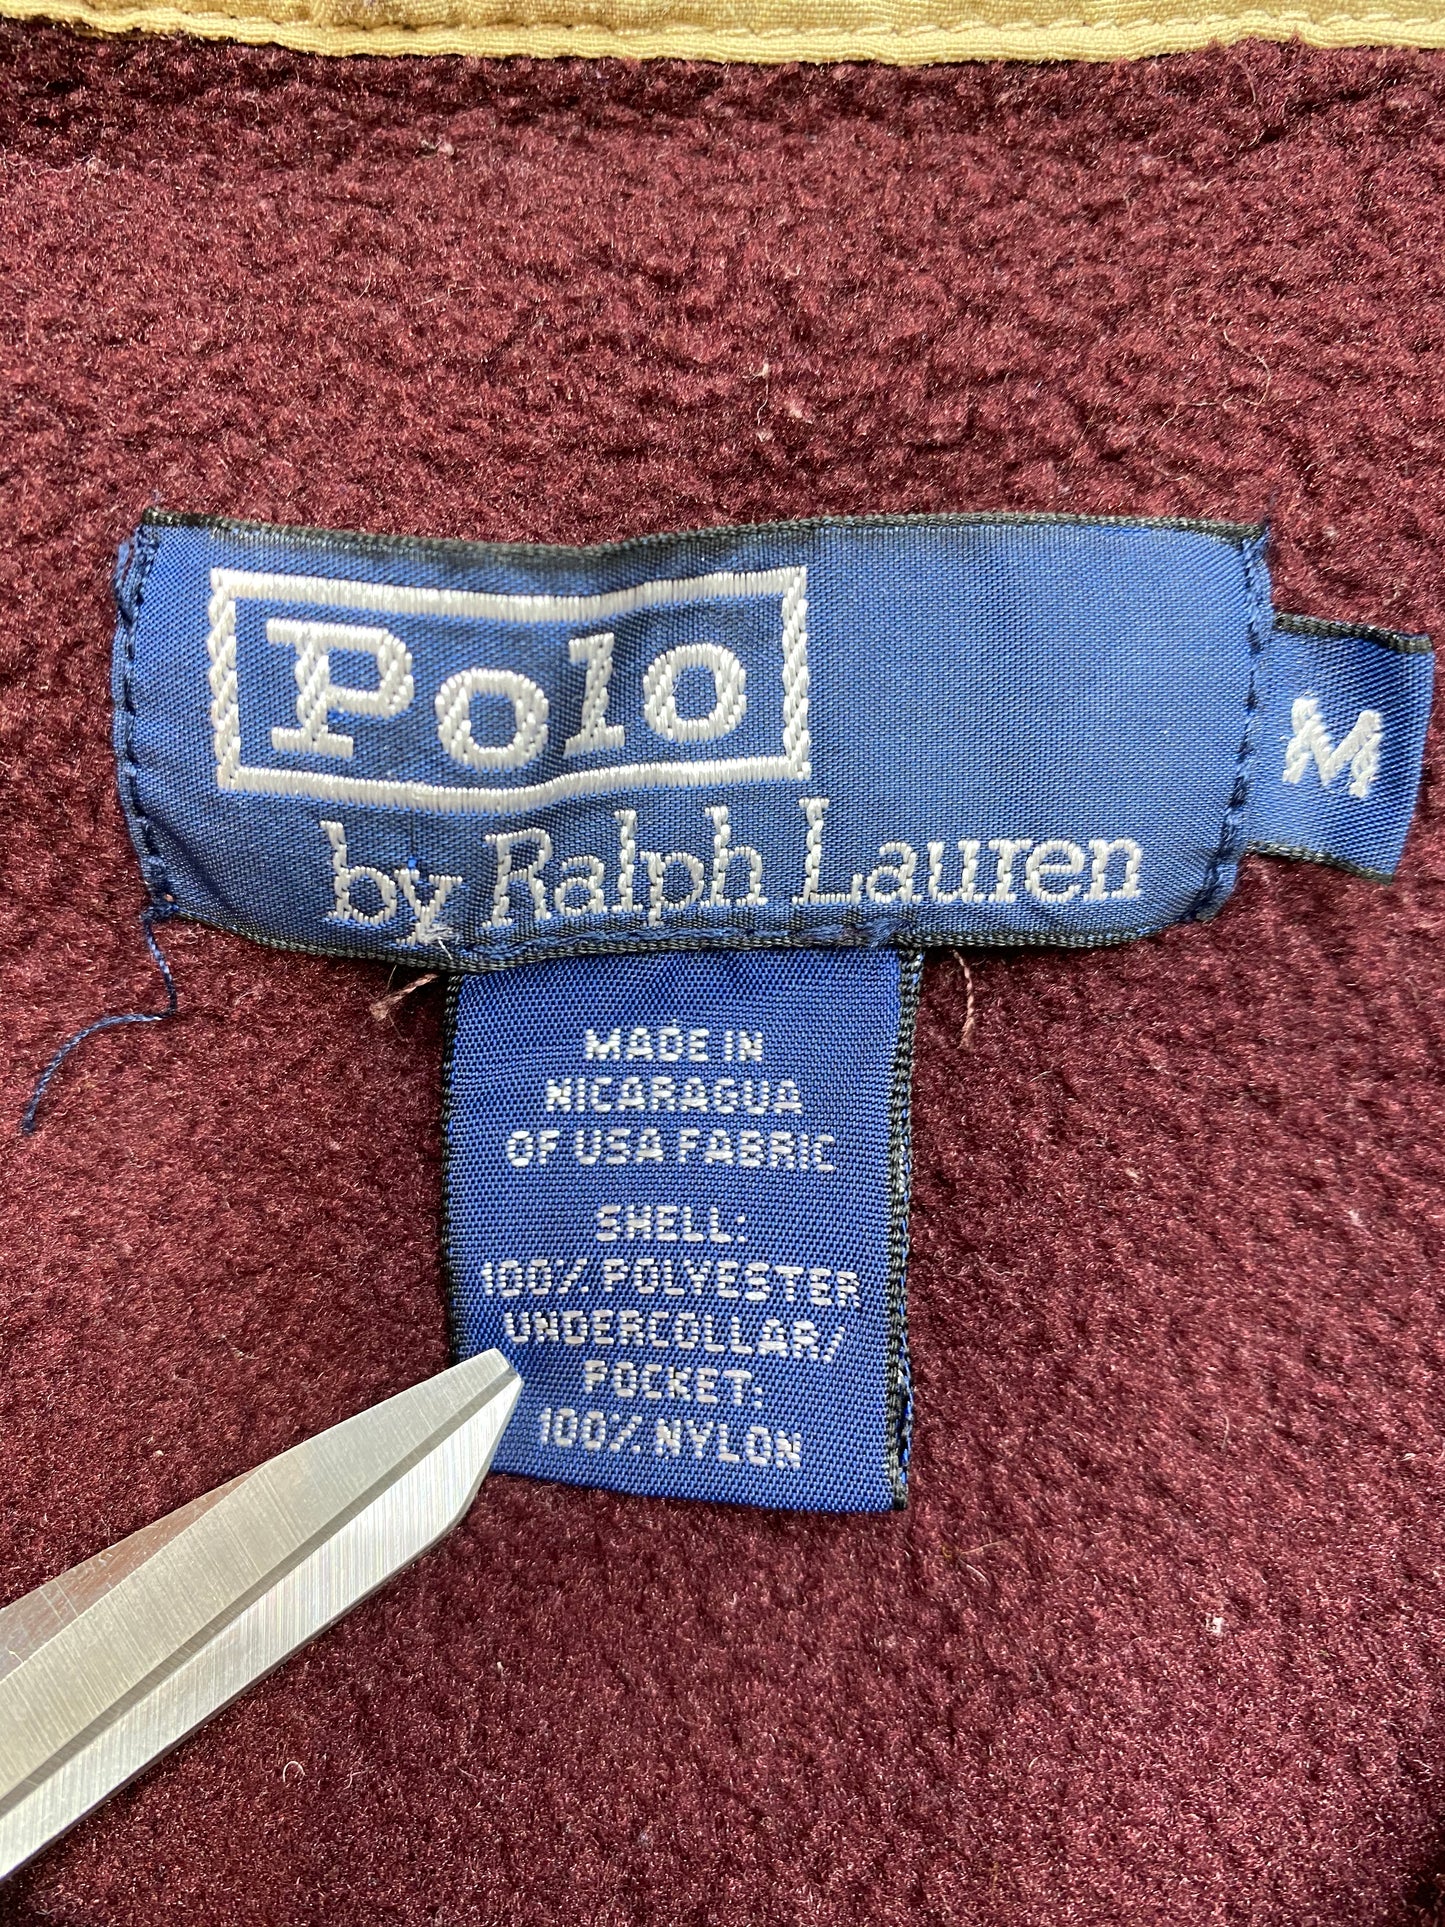 Polo
by Ralph Lauren
M
MADE IN
NICARAGUA
OF USA FABRIC
SHELL:
100% POLYESTER
UNDERCOLLAR/
POCKET:
100% NYLON